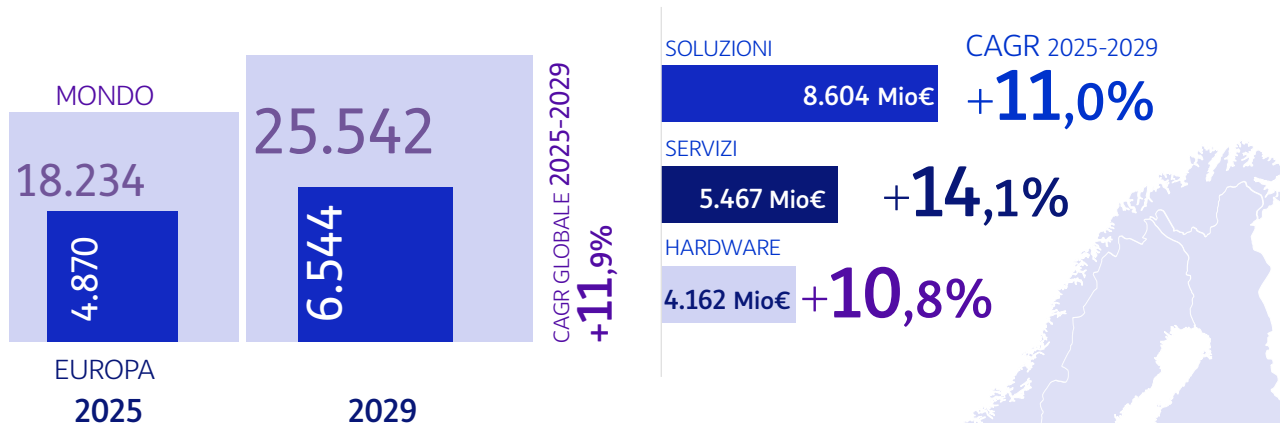 MONDO
18.234
4.870
EUROPA
2025
25.542
6.544
2029
CAGR GLOBALE 2025-2029
+11,9%
SOLUZIONI
8.604 Mio€
CAGR 2025-2029
+11,0%
SERVIZI
5.467 Mio€
+14,1%
HARDWARE
4.162 Mio€
+10,8%